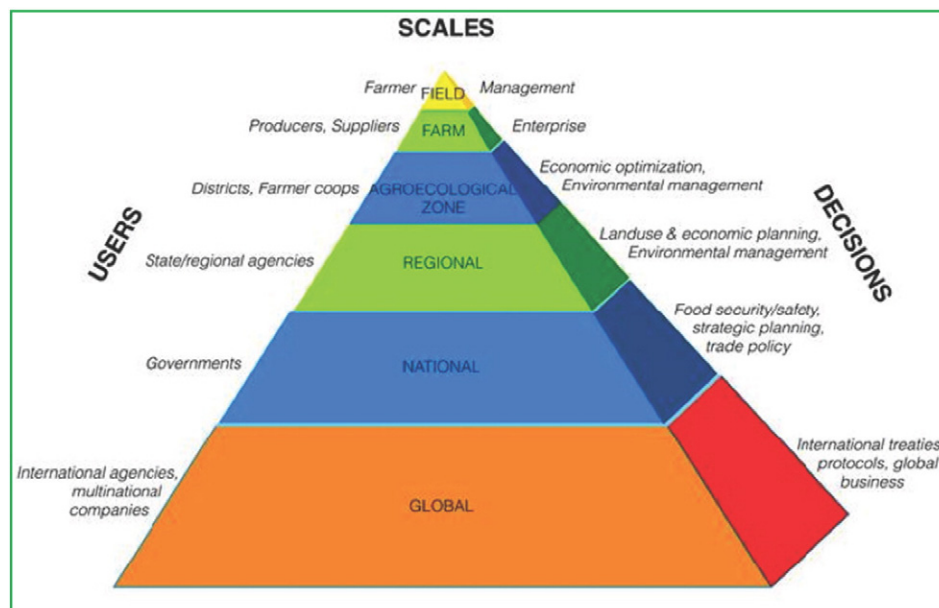 SCALES
Farmer
FIELD
Management
Producers, Suppliers
FARM
Enterprise
Districts, Farmer coops
AGROECOLOGICAL
ZONE
Economic optimization,
Environmental management
State/regional agencies
REGIONAL
Landuse & economic planning,
Environmental management
Governments
NATIONAL
Food security/safety,
strategic planning,
trade policy
International agencies,
multinational
companies
GLOBAL
International treaties
protocols, global
business
USERS
DECISIONS